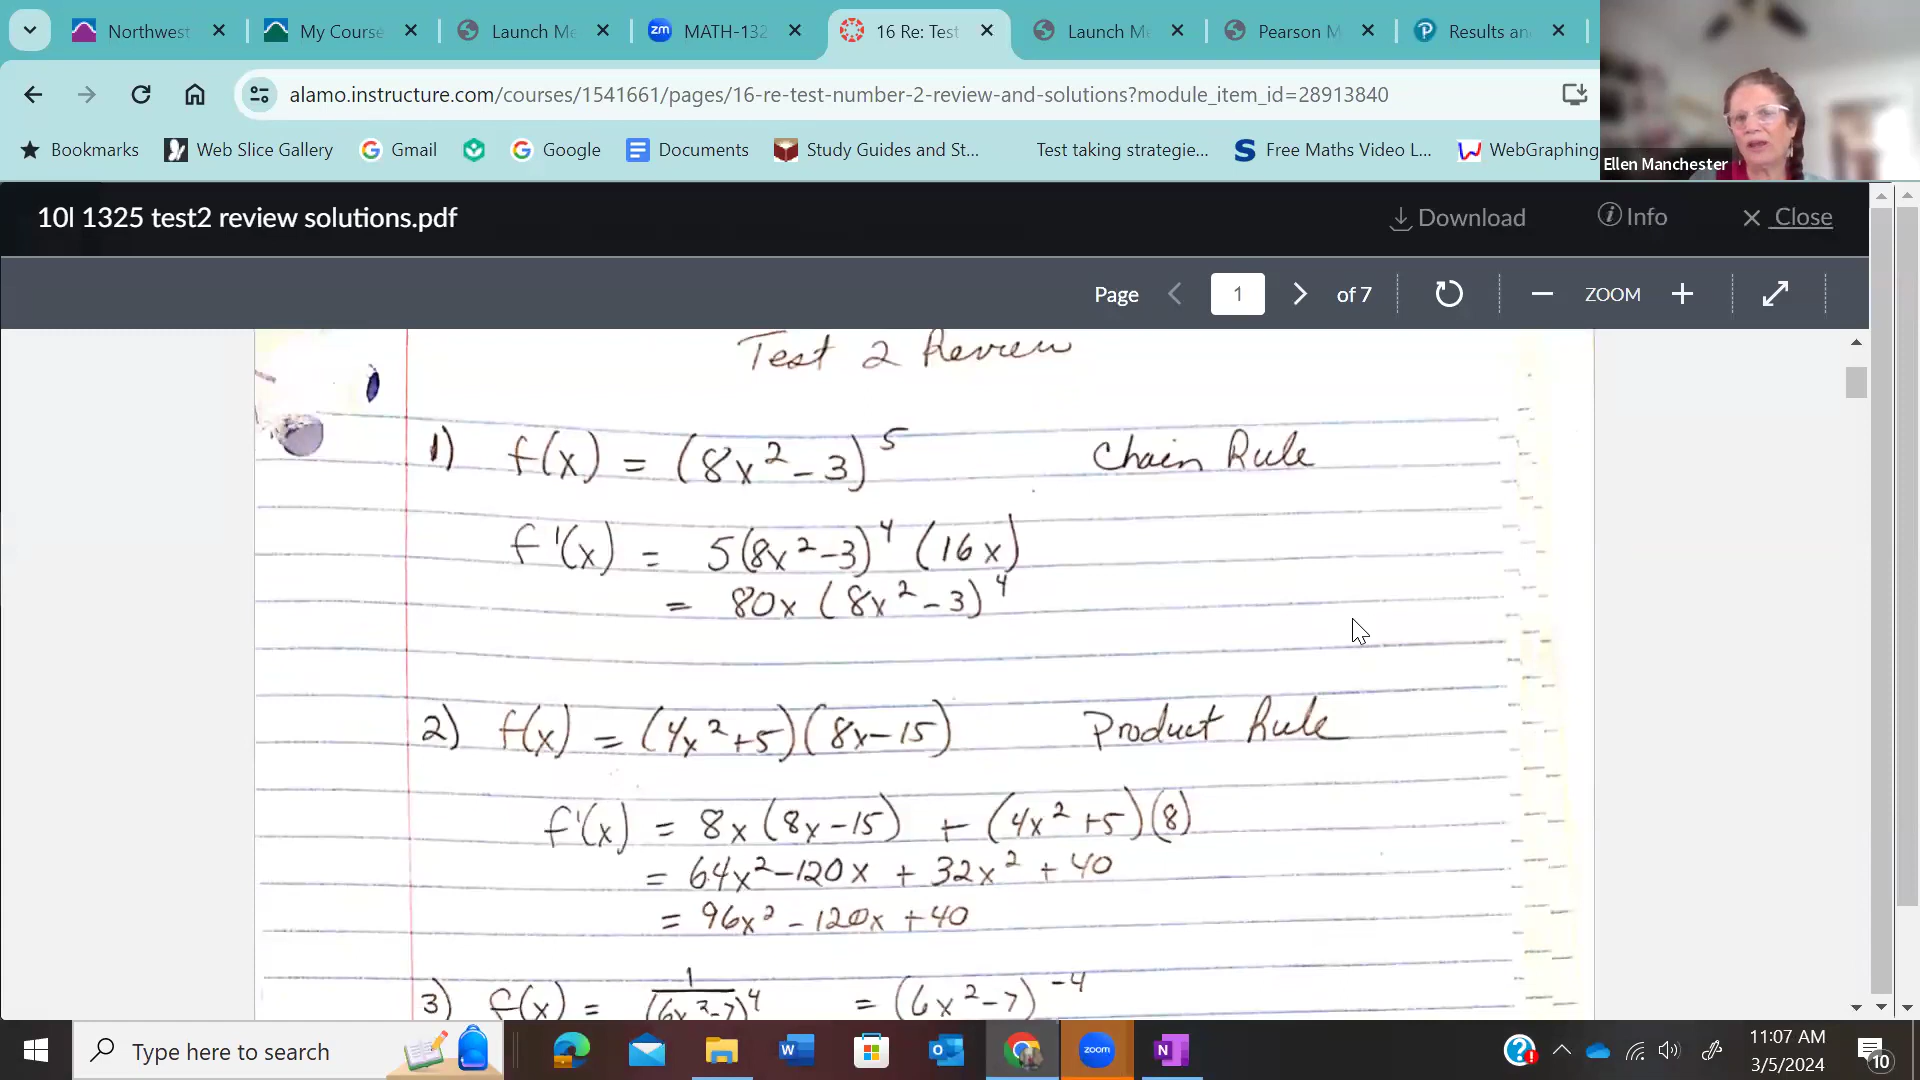 Northwest
My Course
Launch Me
MATH-132
16 Re: Test
Launch Me
Pearson M
Results an
alamo.instructure.com/courses/1541661/pages/16-re-test-number-2-review-and-solutions?module_item_id=28913840
Bookmarks
Web Slice Gallery
Gmail
Google
Documents
Study Guides and St...
Test taking strategie...
Free Maths Video L...
WebGraphing
Ellen Manchester
10l 1325 test2 review solutions.pdf
Download
Info
Close
Page 1 of 7
ZOOM
Test 2 Review
1) f(x) = (8x² – 3)⁵ Chain Rule
f'(x) = 5(8x² – 3)⁴ (16x)
= 80x (8x² – 3)⁴
2) f(x) = (4x² + 5)(8x – 15) Product Rule
f'(x) = 8x(8x – 15) + (4x² + 5)(8)
= 64x² – 120x + 32x² + 40
= 96x² – 120x + 40
3) f(x) = 1/(6x² – 7)⁴ = (6x² – 7)⁻⁴
Type here to search
zoom
11:07 AM
3/5/2024
10